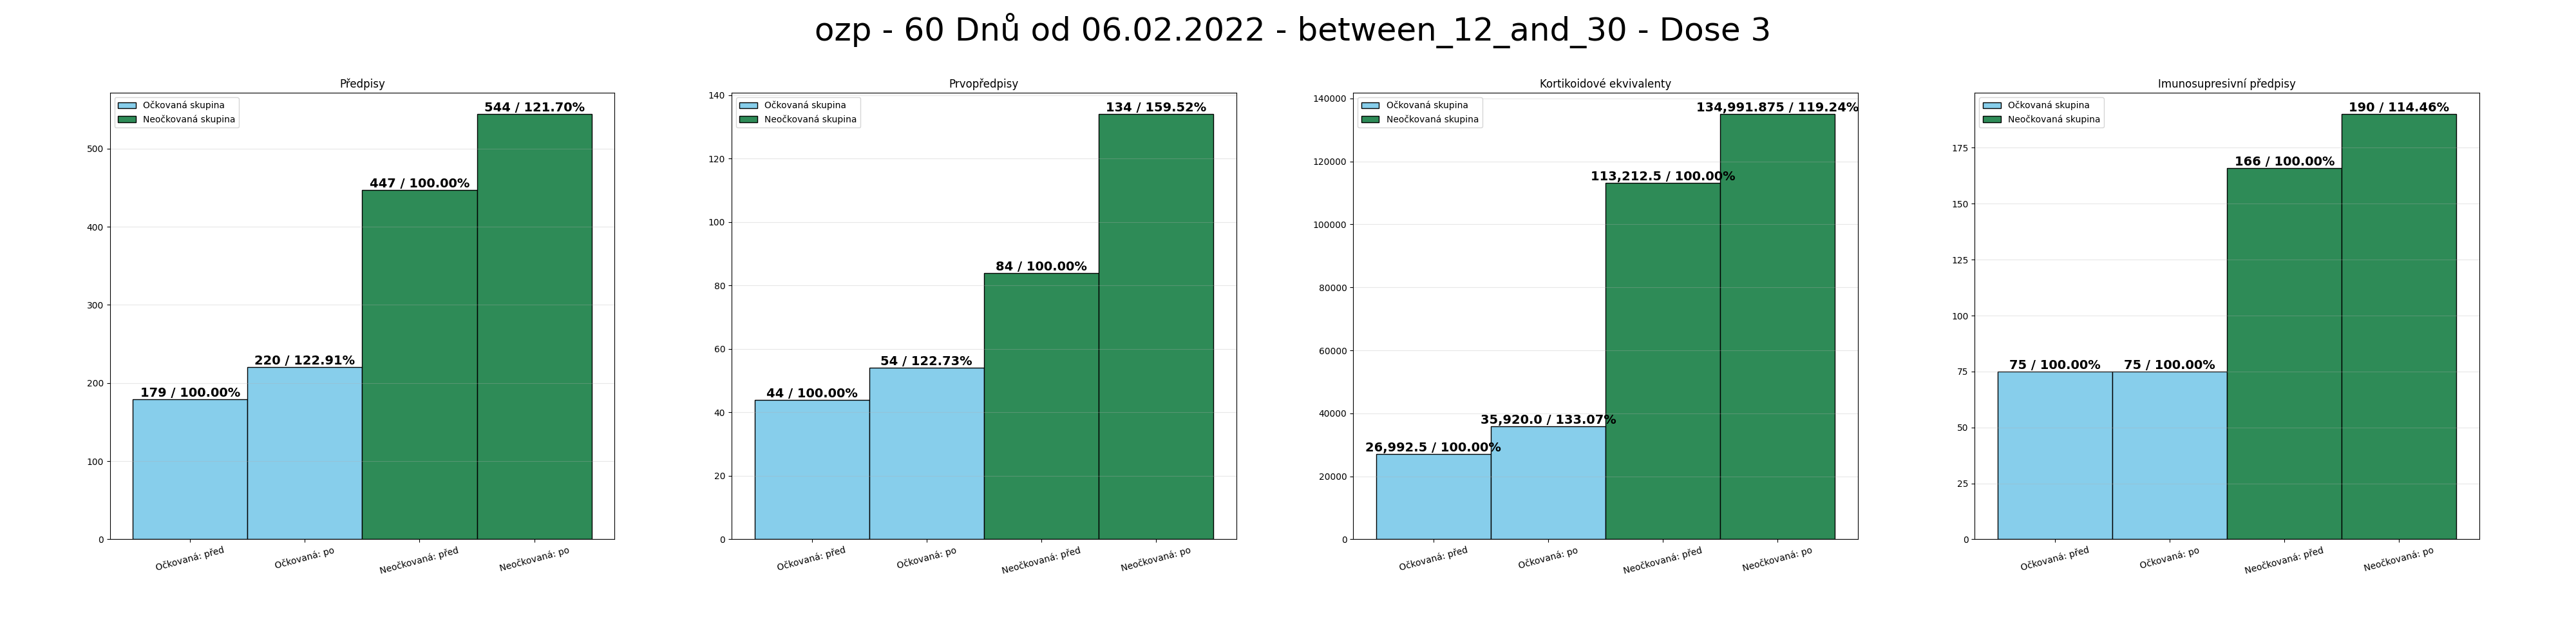 ozp - 60 Dnů od 06.02.2022 - between_12_and_30 - Dose 3
Předpisy
Očkovaná skupina
Neočkovaná skupina
544 / 121.70%
447 / 100.00%
220 / 122.91%
179 / 100.00%
500
400
300
200
100
0
Očkovaná: před
Očkovaná: po
Neočkovaná: před
Neočkovaná: po
Prvopředpisy
Očkovaná skupina
Neočkovaná skupina
134 / 159.52%
84 / 100.00%
54 / 122.73%
44 / 100.00%
140
120
100
80
60
40
20
0
Očkovaná: před
Očkovaná: po
Neočkovaná: před
Neočkovaná: po
Kortikoidové ekvivalenty
Očkovaná skupina
Neočkovaná skupina
134,991.875 / 119.24%
113,212.5 / 100.00%
35,920.0 / 133.07%
26,992.5 / 100.00%
140000
120000
100000
80000
60000
40000
20000
0
Očkovaná: před
Očkovaná: po
Neočkovaná: před
Neočkovaná: po
Imunosupresivní předpisy
Očkovaná skupina
Neočkovaná skupina
190 / 114.46%
166 / 100.00%
75 / 100.00%
75 / 100.00%
175
150
125
100
75
50
25
0
Očkovaná: před
Očkovaná: po
Neočkovaná: před
Neočkovaná: po